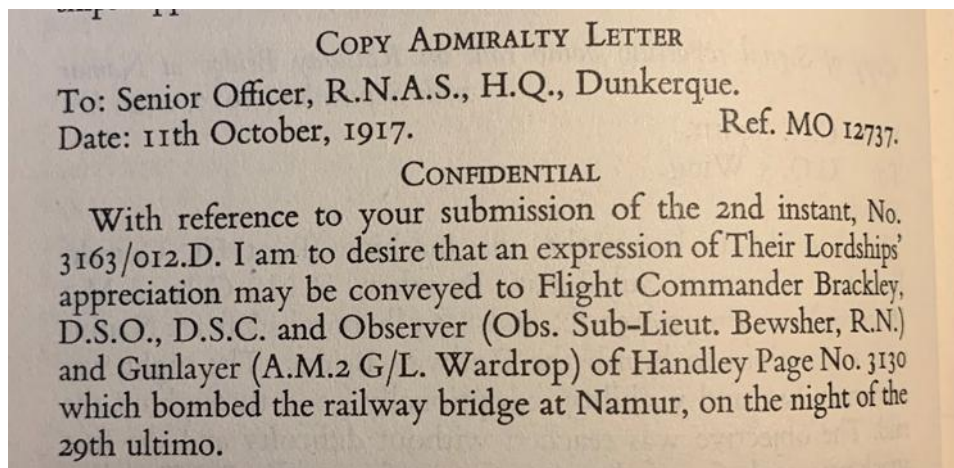 COPY ADMIRALTY LETTER
To: Senior Officer, R.N.A.S., H.Q., Dunkerque.
Date: 11th October, 1917. Ref. MO 12737.
CONFIDENTIAL
With reference to your submission of the 2nd instant, No.
3163/012.D. I am to desire that an expression of Their Lordships'
appreciation may be conveyed to Flight Commander Brackley,
D.S.O., D.S.C. and Observer (Obs. Sub-Lieut. Bewsher, R.N.)
and Gunlayer (A.M.2 G/L. Wardrop) of Handley Page No. 3130
which bombed the railway bridge at Namur, on the night of the
29th ultimo.